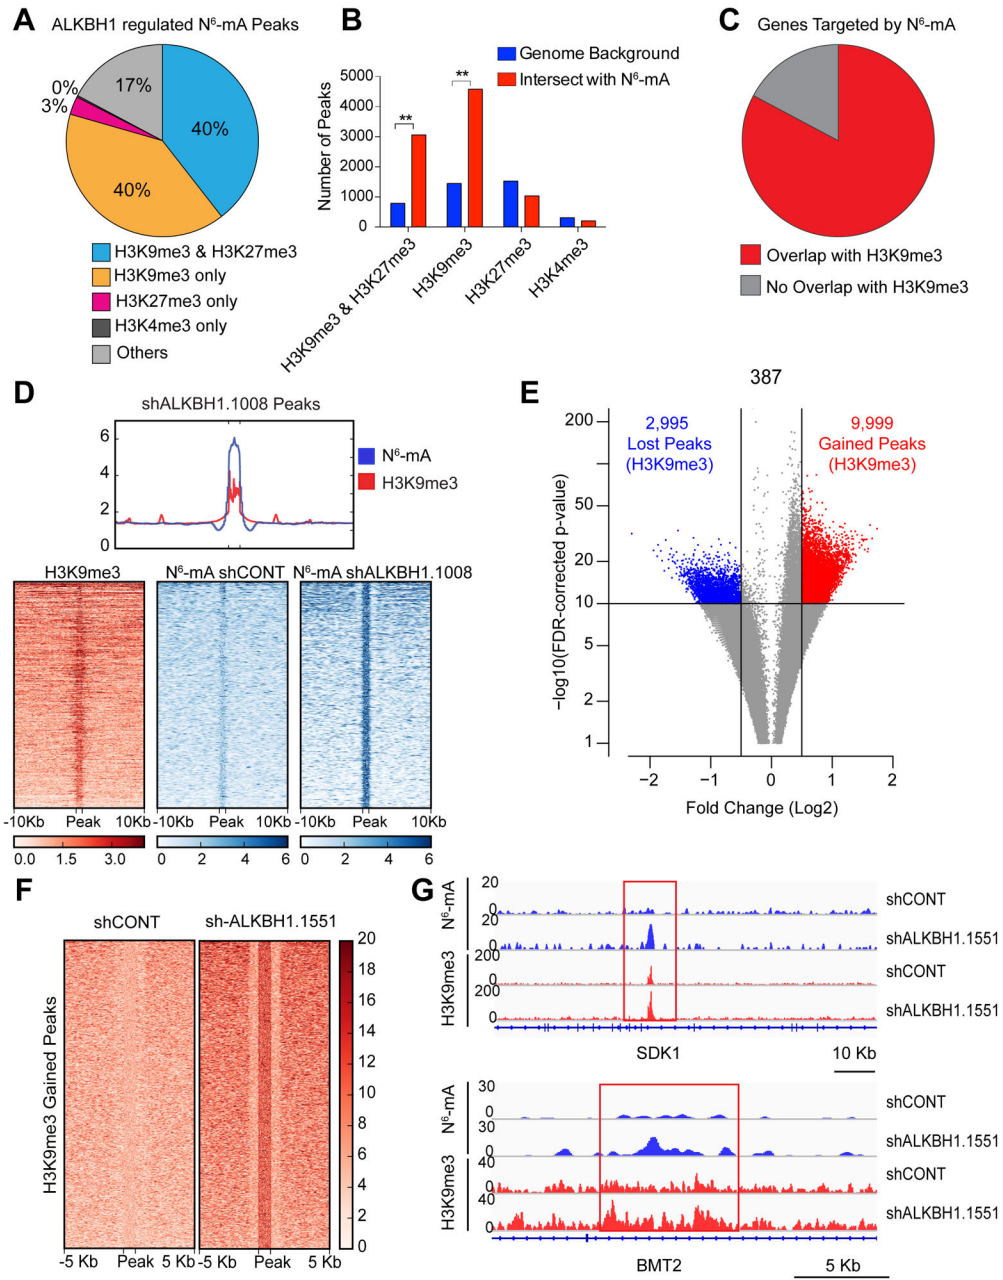 A
ALKBH1 regulated N⁶-mA Peaks
0%
3%
17%
40%
40%
H3K9me3 & H3K27me3
H3K9me3 only
H3K27me3 only
H3K4me3 only
Others
B
Genome Background
Intersect with N⁶-mA
Number of Peaks
5000
4000
3000
2000
1000
0
**
**
H3K9me3 & H3K27me3
H3K9me3
H3K27me3
H3K4me3
C
Genes Targeted by N⁶-mA
Overlap with H3K9me3
No Overlap with H3K9me3
D
shALKBH1.1008 Peaks
6
4
2
0
N⁶-mA
H3K9me3
H3K9me3
N⁶-mA shCONT
N⁶-mA shALKBH1.1008
-10Kb Peak 10Kb
-10Kb Peak 10Kb
-10Kb Peak 10Kb
0.0 1.5 3.0
0 2 4 6
0 2 4 6
E
387
2,995
Lost Peaks
(H3K9me3)
9,999
Gained Peaks
(H3K9me3)
−log10(FDR-corrected p-value)
200
50
20
10
5
2
1
−2 −1 0 1 2
Fold Change (Log2)
F
shCONT
sh-ALKBH1.1551
H3K9me3 Gained Peaks
-5 Kb Peak 5 Kb
-5 Kb Peak 5 Kb
20
18
16
14
12
10
8
6
4
2
0
G
N⁶-mA
H3K9me3
20
0
shCONT
20
0
shALKBH1.1551
200
0
shCONT
200
0
shALKBH1.1551
SDK1
10 Kb
N⁶-mA
H3K9me3
30
0
shCONT
30
0
shALKBH1.1551
40
0
shCONT
40
0
shALKBH1.1551
BMT2
5 Kb